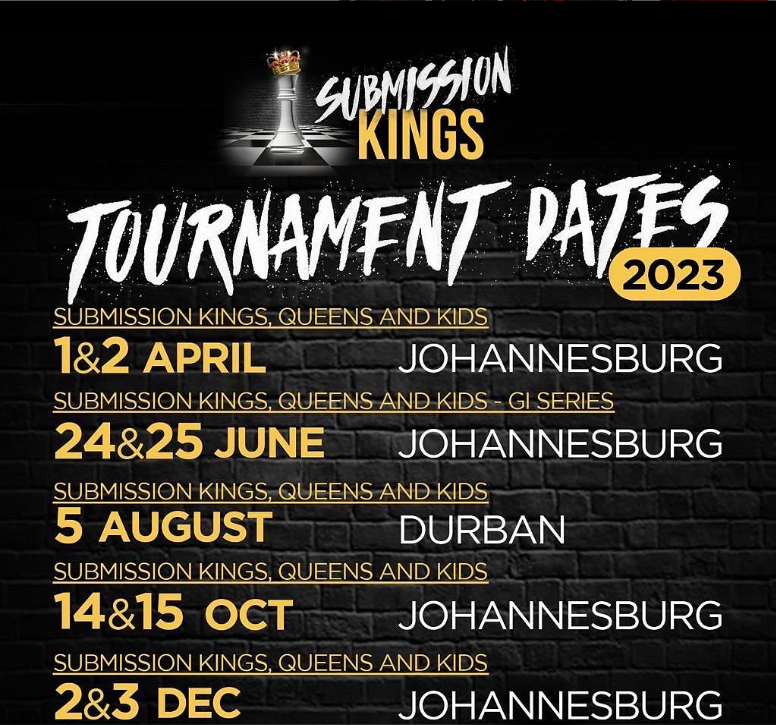 SUBMISSION
KINGS
TOURNAMENT DATES
2023
SUBMISSION KINGS, QUEENS AND KIDS
1&2 APRIL JOHANNESBURG
SUBMISSION KINGS, QUEENS AND KIDS - GI SERIES
24&25 JUNE JOHANNESBURG
SUBMISSION KINGS, QUEENS AND KIDS
5 AUGUST DURBAN
SUBMISSION KINGS, QUEENS AND KIDS
14&15 OCT JOHANNESBURG
SUBMISSION KINGS, QUEENS AND KIDS
2&3 DEC JOHANNESBURG